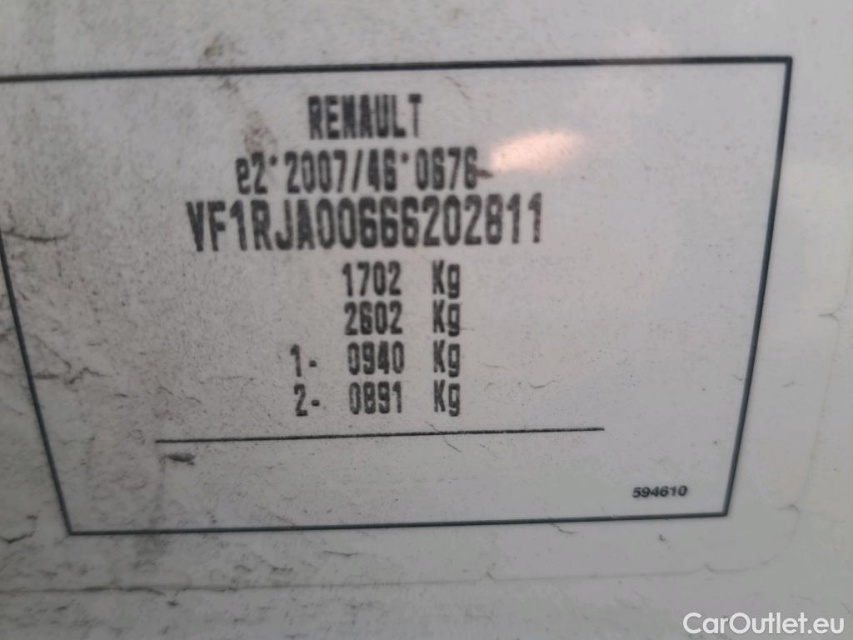 RENAULT
e2*2007/46*0676
VF1RJA00666202811
1702 Kg
2602 Kg
1- 0940 Kg
2- 0891 Kg
594610
CarOutlet.eu